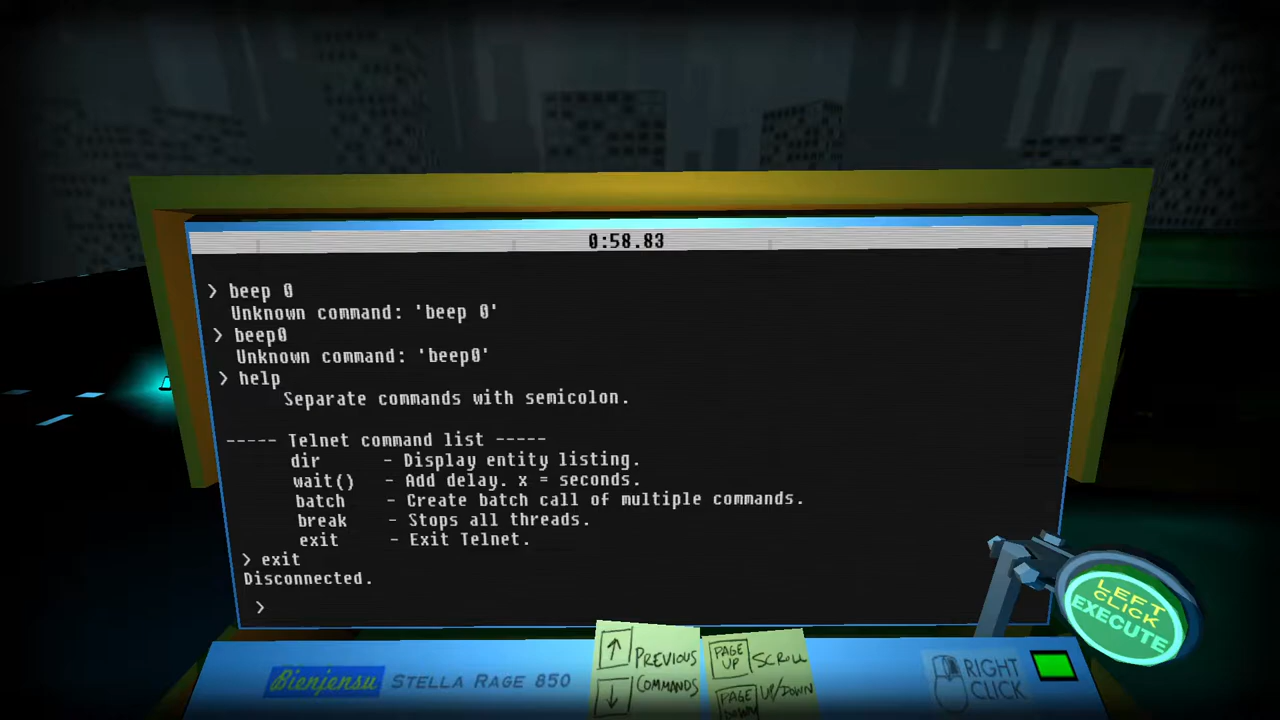 0:58.83
❯ beep 0
Unknown command: 'beep 0'
❯ beep0
Unknown command: 'beep0'
❯ help
Separate commands with semicolon.
----- Telnet command list -----
dir - Display entity listing.
wait() - Add delay. x = seconds.
batch - Create batch call of multiple commands.
break - Stops all threads.
exit - Exit Telnet.
❯ exit
Disconnected.
❯
LEFT
CLICK
EXECUTE
Bienjensu STELLA RAGE 850
↑ PREVIOUS
↓ COMMANDS
PAGE UP SCROLL
PAGE DOWN UP/DOWN
RIGHT
CLICK